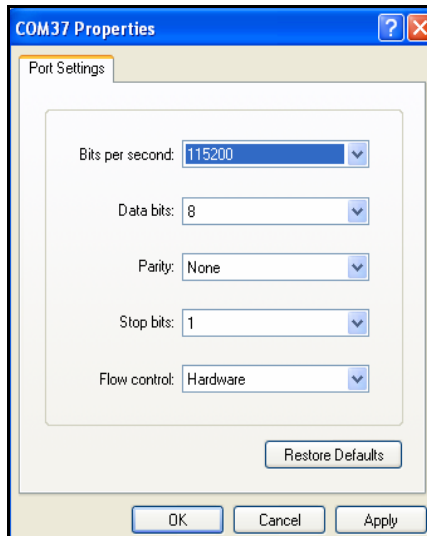 COM37 Properties
Port Settings
Bits per second: 115200
Data bits: 8
Parity: None
Stop bits: 1
Flow control: Hardware
Restore Defaults
OK Cancel Apply